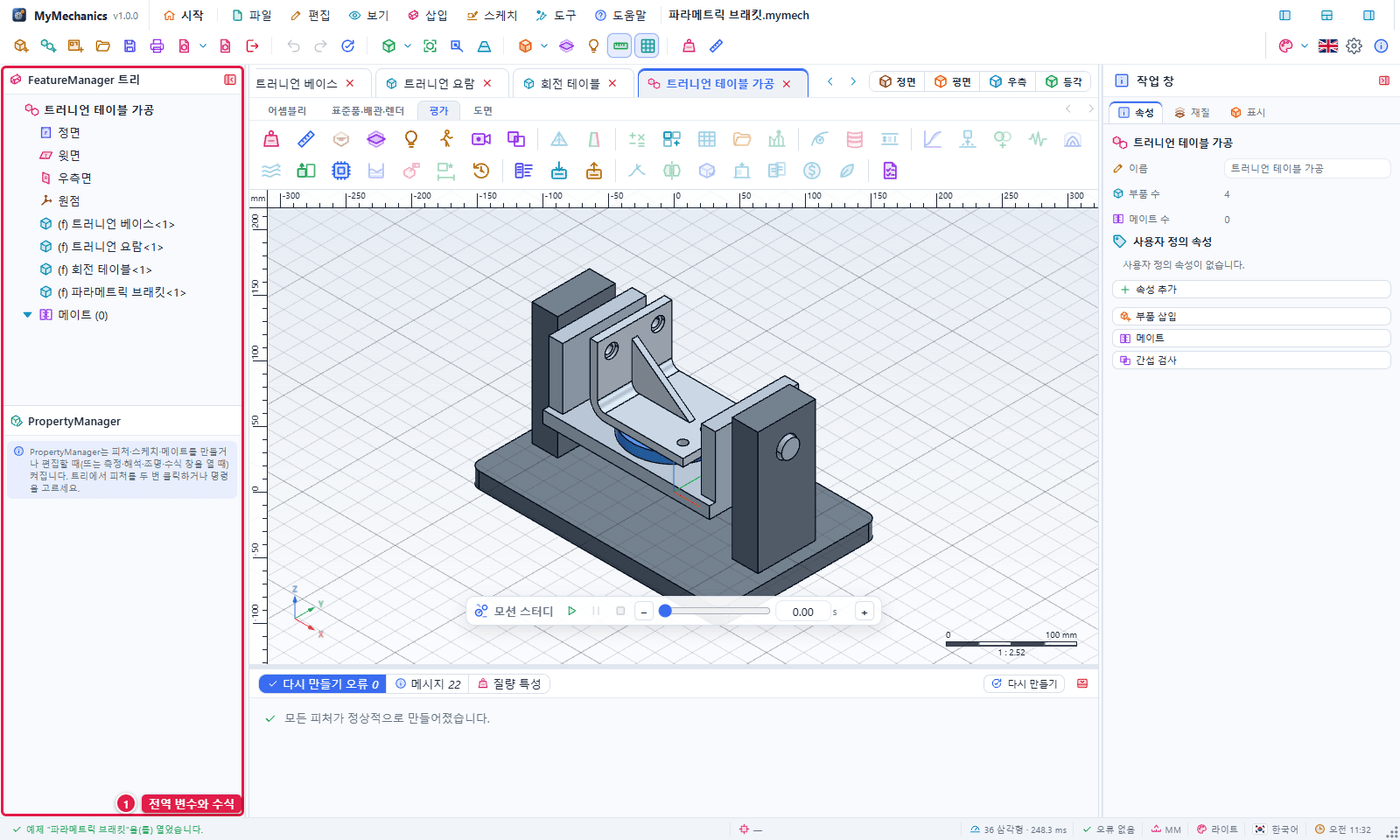 MyMechanics v1.0.0 시작 파일 편집 보기 삽입 스케치 도구 도움말 파라메트릭 브래킷.mymech
FeatureManager 트리
트러니언 테이블 가공
정면
윗면
우측면
원점
(f) 트러니언 베이스<1>
(f) 트러니언 요람<1>
(f) 회전 테이블<1>
(f) 파라메트릭 브래킷<1>
메이트 (0)
PropertyManager
PropertyManager는 피처·스케치·메이트를 만들거
나 편집할 때(또는 측정·해석·조명·수식 창을 열 때)
켜집니다. 트리에서 피처를 두 번 클릭하거나 명령
을 고르세요.
1 전역 변수와 수식
트러니언 베이스 트러니언 요람 회전 테이블 트러니언 테이블 가공 정면 평면 우측 등각
어셈블리 표준품·배관·렌더 평가 도면
mm -300 -250 -200 -150 -100 -50 0 50 100 150 200 250 300
200
150
100
50
0
-50
-100
Z
Y
X
모션 스터디 0.00 s
0 100 mm
1 : 2.52
다시 만들기 오류 0 메시지 22 질량 특성 다시 만들기
모든 피처가 정상적으로 만들어졌습니다.
작업 창
속성 재질 표시
트러니언 테이블 가공
이름 트러니언 테이블 가공
부품 수 4
메이트 수 0
사용자 정의 속성
사용자 정의 속성이 없습니다.
속성 추가
부품 삽입
메이트
간섭 검사
예제 "파라메트릭 브래킷"을(를) 열었습니다. — 36 삼각형 · 248.3 ms 오류 없음 MM 라이트 한국어 오전 11:32